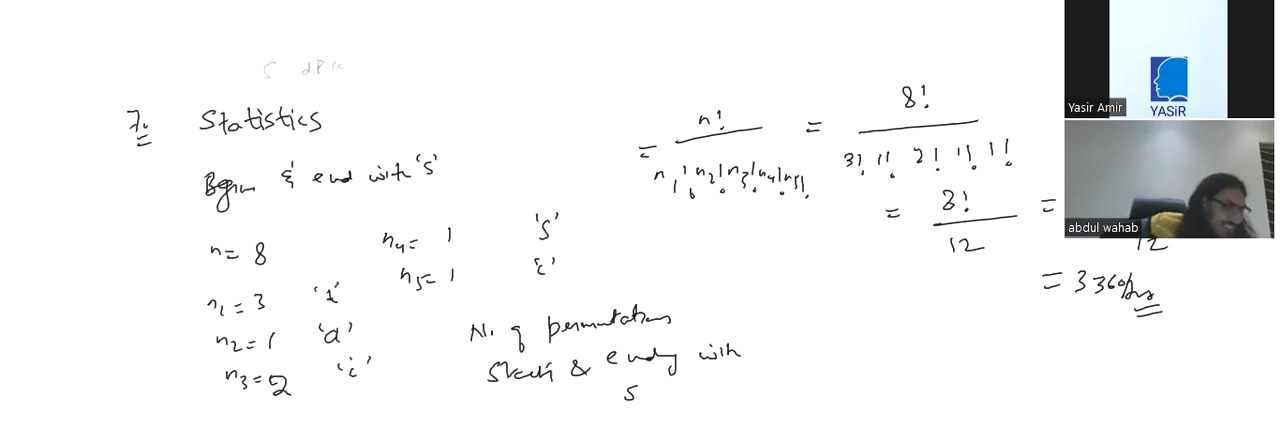 7.
Statistics
Begin & end with 's'
n = 8
n1 = 3 't'
n2 = 1 'a'
n3 = 2 'i'
n4 = 1 's'
n5 = 1 'c'
No. of permutations
& ending with
s
= n! / n1! n2! n3! n4! n5! = 8! / 3! 1! 2! 1! 1!
= 8! / 12 =
12
= 3360
Yasir Amir
YASiR
abdul wahab